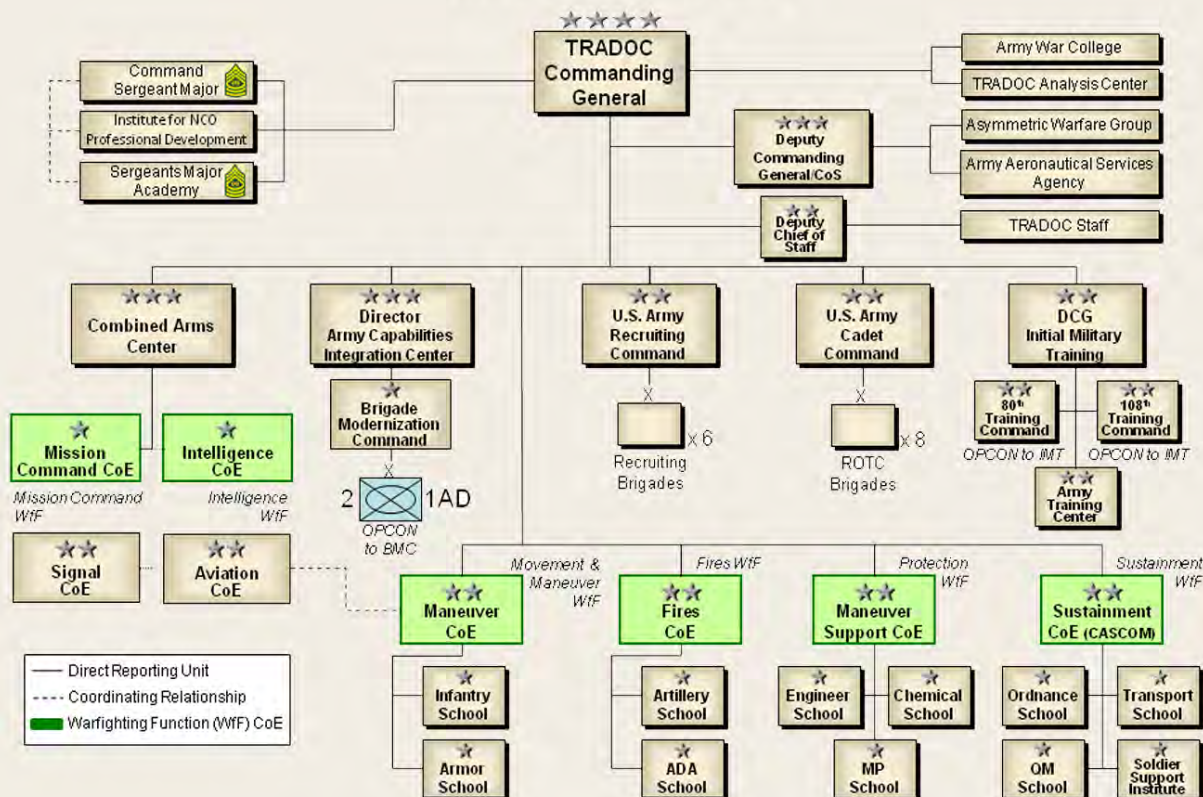 TRADOC
Commanding
General
Command
Sergeant Major
Institute for NCO
Professional Development
Sergeants Major
Academy
Army War College
TRADOC Analysis Center
Deputy
Commanding
General/CoS
Asymmetric Warfare Group
Army Aeronautical Services
Agency
Deputy
Chief of
Staff
TRADOC Staff
Combined Arms
Center
Director
Army Capabilities
Integration Center
U.S. Army
Recruiting
Command
U.S. Army
Cadet
Command
DCG
Initial Military
Training
Brigade
Modernization
Command
X
2
1AD
OPCON
to BMC
X
x 6
Recruiting
Brigades
X
x 8
ROTC
Brigades
80th
Training
Command
OPCON to IMT
108th
Training
Command
OPCON to IMT
Army
Training
Center
Mission
Command CoE
Mission Command
WfF
Intelligence
CoE
Intelligence
WfF
Signal
CoE
Aviation
CoE
Movement &
Maneuver
WfF
Maneuver
CoE
Fires WfF
Fires
CoE
Protection
WfF
Maneuver
Support CoE
Sustainment
WfF
Sustainment
CoE (CASCOM)
Direct Reporting Unit
Coordinating Relationship
Warfighting Function (WfF) CoE
Infantry
School
Armor
School
Artillery
School
ADA
School
Engineer
School
Chemical
School
MP
School
Ordnance
School
Transport
School
QM
School
Soldier
Support
Institute